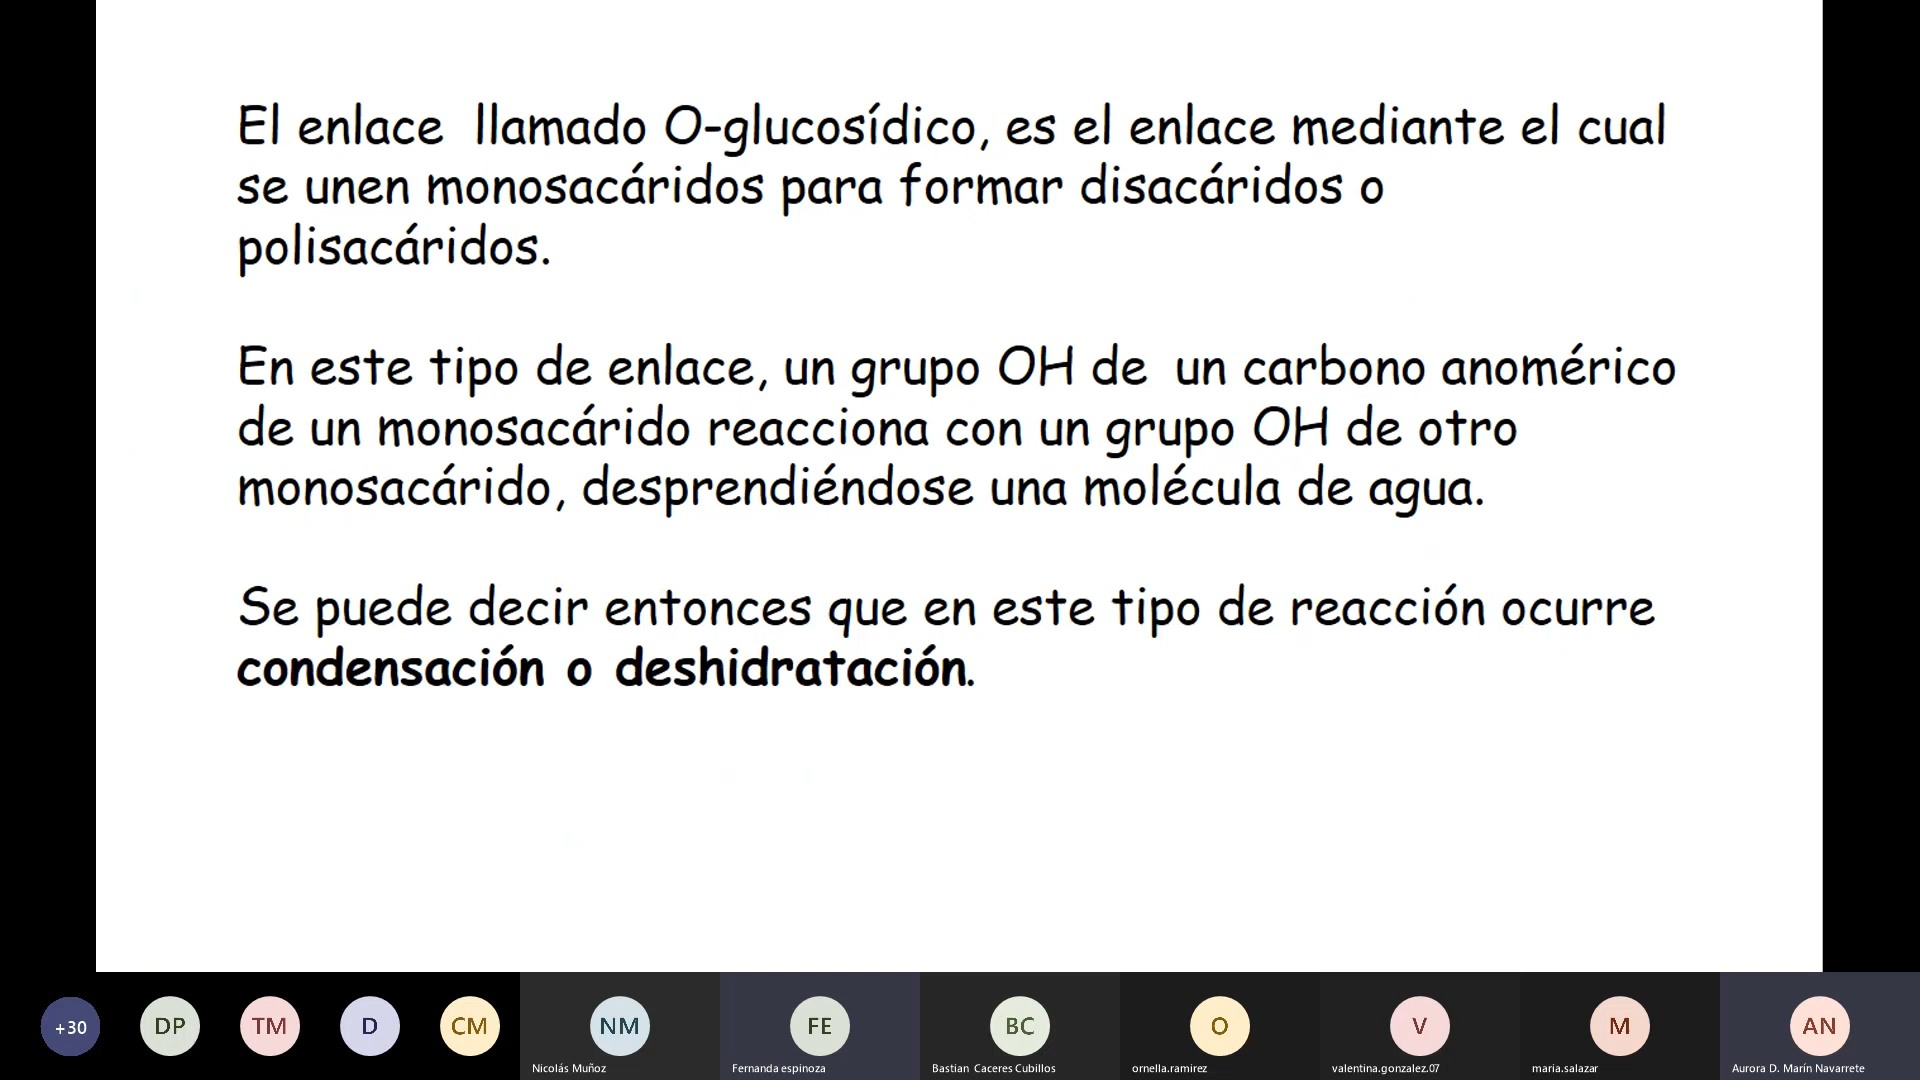 El enlace  llamado O-glucosídico, es el enlace mediante el cual
se unen monosacáridos para formar disacáridos o
polisacáridos.
En este tipo de enlace, un grupo OH de  un carbono anomérico
de un monosacárido reacciona con un grupo OH de otro
monosacárido, desprendiéndose una molécula de agua.
Se puede decir entonces que en este tipo de reacción ocurre
condensación o deshidratación.
+30 DP TM D CM NM FE BC O V M AN
Nicolás Muñoz Fernanda espinoza Bastian Caceres Cubillos ornella.ramirez valentina.gonzalez.07 maria.salazar Aurora D. Marín Navarrete